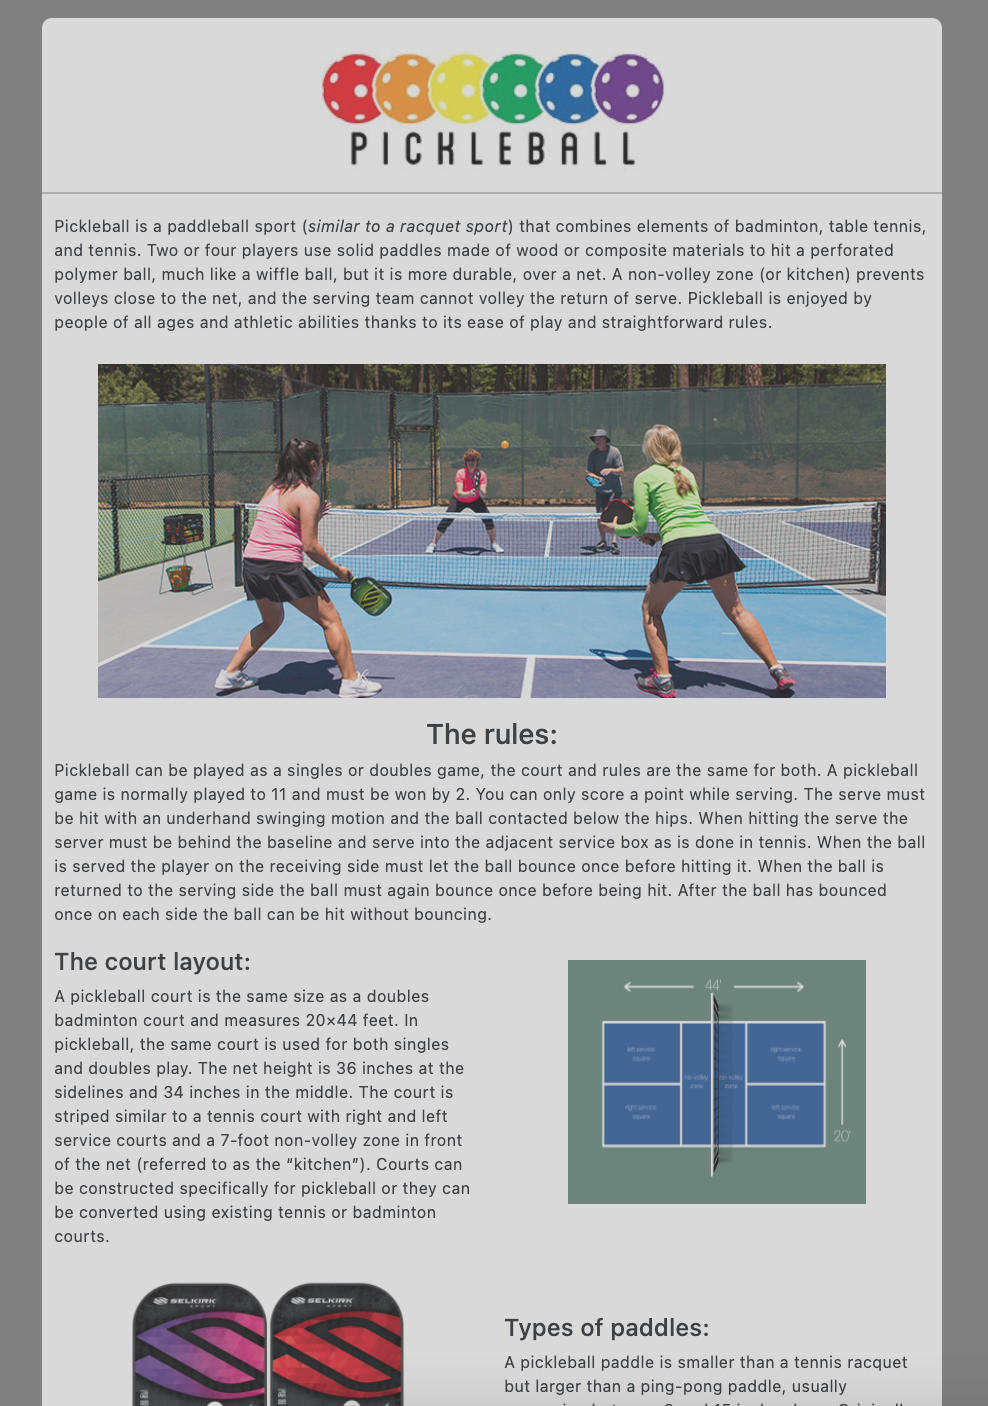 PICKLEBALL
Pickleball is a paddleball sport (similar to a racquet sport) that combines elements of badminton, table tennis,
and tennis. Two or four players use solid paddles made of wood or composite materials to hit a perforated
polymer ball, much like a wiffle ball, but it is more durable, over a net. A non-volley zone (or kitchen) prevents
volleys close to the net, and the serving team cannot volley the return of serve. Pickleball is enjoyed by
people of all ages and athletic abilities thanks to its ease of play and straightforward rules.
The rules:
Pickleball can be played as a singles or doubles game, the court and rules are the same for both. A pickleball
game is normally played to 11 and must be won by 2. You can only score a point while serving. The serve must
be hit with an underhand swinging motion and the ball contacted below the hips. When hitting the serve the
server must be behind the baseline and serve into the adjacent service box as is done in tennis. When the ball
is served the player on the receiving side must let the ball bounce once before hitting it. When the ball is
returned to the serving side the ball must again bounce once before being hit. After the ball has bounced
once on each side the ball can be hit without bouncing.
The court layout:
A pickleball court is the same size as a doubles
badminton court and measures 20×44 feet. In
pickleball, the same court is used for both singles
and doubles play. The net height is 36 inches at the
sidelines and 34 inches in the middle. The court is
striped similar to a tennis court with right and left
service courts and a 7-foot non-volley zone in front
of the net (referred to as the “kitchen”). Courts can
be constructed specifically for pickleball or they can
be converted using existing tennis or badminton
courts.
44'
left service
square
right service
square
non-volley
zone
non-volley
zone
right service
square
left service
square
20'
SELKIRK
SPORT
SELKIRK
SPORT
Types of paddles:
A pickleball paddle is smaller than a tennis racquet
but larger than a ping-pong paddle, usually